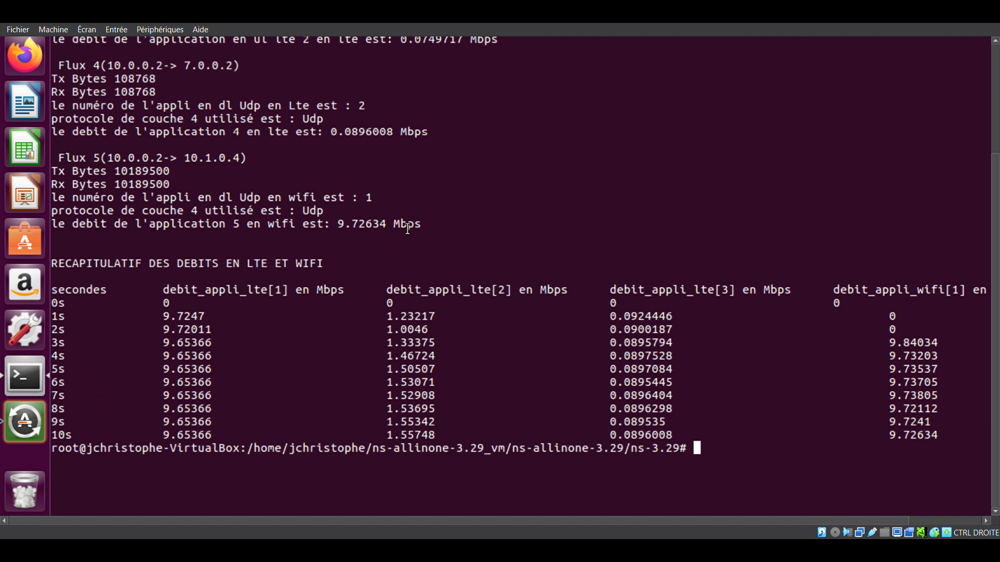 Fichier Machine Écran Entrée Périphériques Aide
le debit de l'application en ul lte 2 en lte est: 0.0749717 Mbps
Flux 4(10.0.0.2-> 7.0.0.2)
Tx Bytes 108768
Rx Bytes 108768
le numéro de l'appli en dl Udp en Lte est : 2
protocole de couche 4 utilisé est : Udp
le debit de l'application 4 en lte est: 0.0896008 Mbps
Flux 5(10.0.0.2-> 10.1.0.4)
Tx Bytes 10189500
Rx Bytes 10189500
le numéro de l'appli en dl Udp en wifi est : 1
protocole de couche 4 utilisé est : Udp
le debit de l'application 5 en wifi est: 9.72634 Mbps
RECAPITULATIF DES DEBITS EN LTE ET WIFI
secondes debit_appli_lte[1] en Mbps debit_appli_lte[2] en Mbps debit_appli_lte[3] en Mbps debit_appli_wifi[1] en
0s 0 0 0 0
1s 9.7247 1.23217 0.0924446 0
2s 9.72011 1.0046 0.0900187 0
3s 9.65366 1.33375 0.0895794 9.84034
4s 9.65366 1.46724 0.0897528 9.73203
5s 9.65366 1.50507 0.0897084 9.73537
6s 9.65366 1.53071 0.0895445 9.73705
7s 9.65366 1.52908 0.0896404 9.73805
8s 9.65366 1.53695 0.0896298 9.72112
9s 9.65366 1.55342 0.089535 9.7241
10s 9.65366 1.55748 0.0896008 9.72634
root@jchristophe-VirtualBox:/home/jchristophe/ns-allinone-3.29_vm/ns-allinone-3.29/ns-3.29#
CTRL DROITE